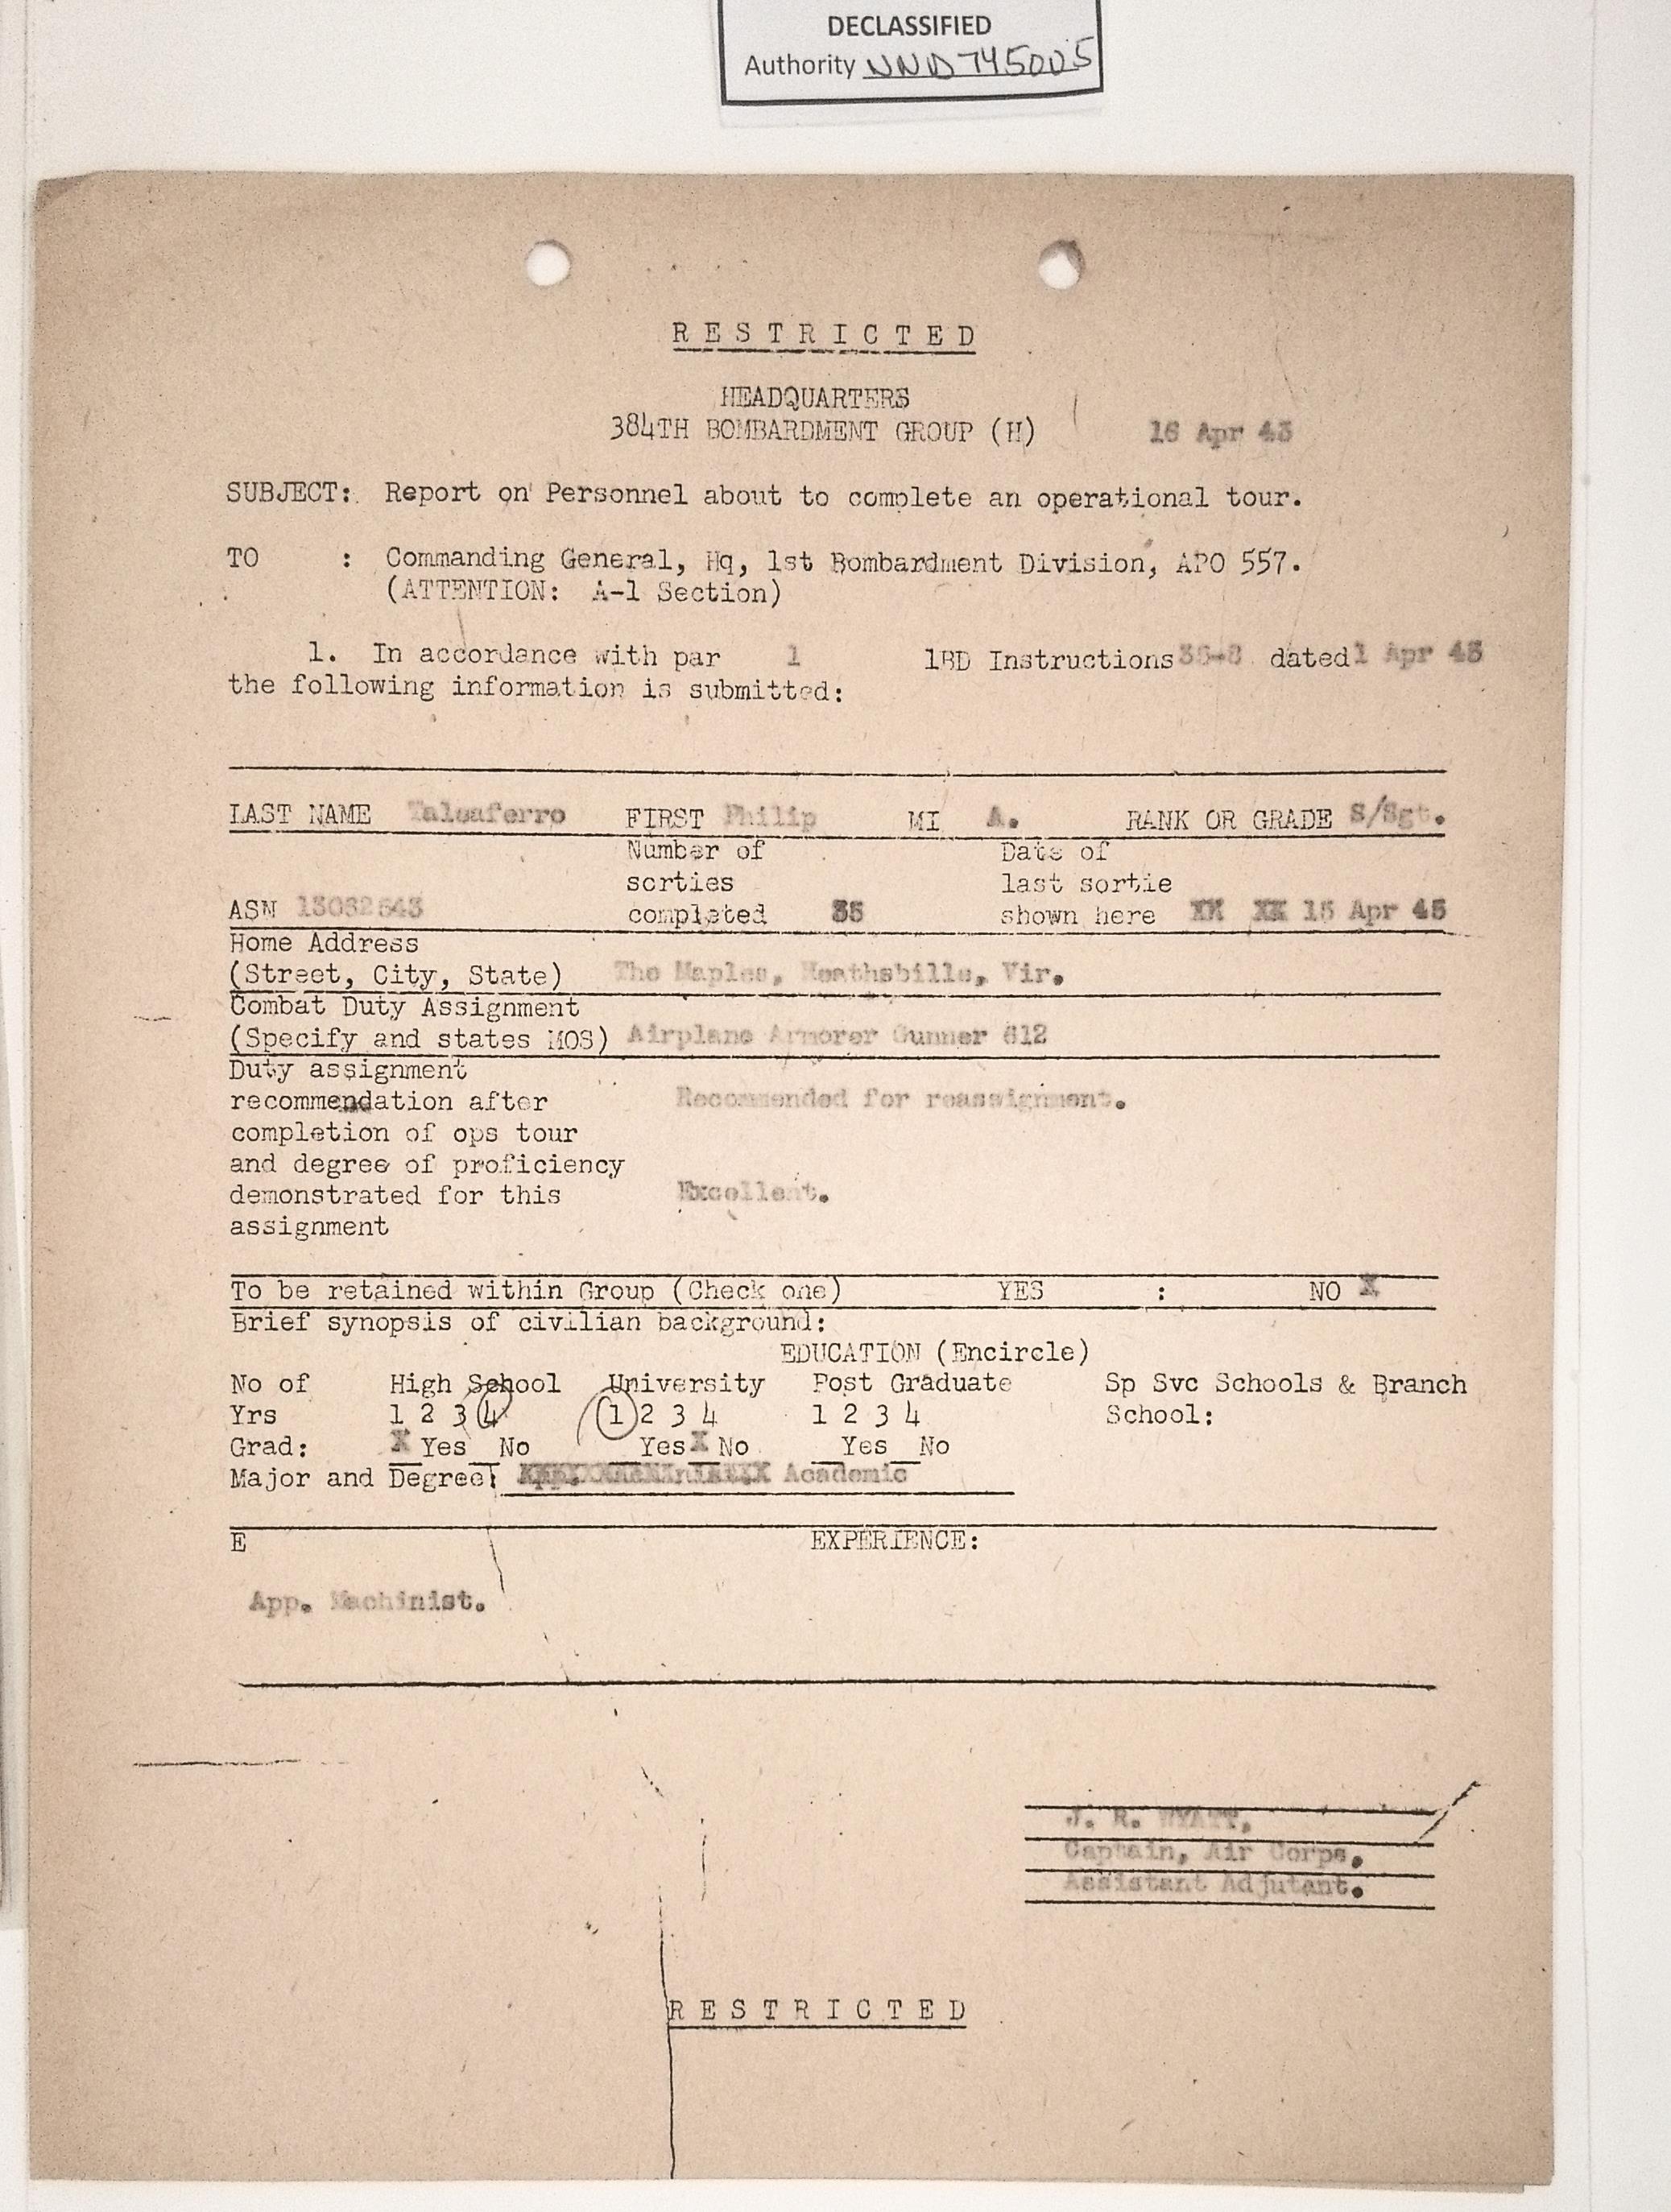 DECLASSIFIED
Authority NND 745005
RESTRICTED
HEADQUARTERS
384TH BOMBARDMENT GROUP (H) 16 Apr 45
SUBJECT: Report on Personnel about to complete an operational tour.
TO : Commanding General, Hq, 1st Bombardment Division, APO 557.
(ATTENTION: A-1 Section)
1. In accordance with par 1 1BD Instructions 35-8 dated 1 Apr 45
the following information is submitted:
LAST NAME Taloaferro FIRST Philip MI A. RANK OR GRADE S/Sgt.
Number of Date of
sorties last sortie
ASN completed 35 shown here XX XX 15 Apr 45
Home Address
(Street, City, State) The Maples, Heathsbille, Vir.
Combat Duty Assignment
(Specify and states MOS) Airplane Armorer Gunner 612
Duty assignment
recommendation after Recommended for reassignment.
completion of ops tour
and degree of proficiency
demonstrated for this Excellent.
assignment
To be retained within Group (Check one) YES : NO X
Brief synopsis of civilian background:
EDUCATION (Encircle)
No of High School University Post Graduate Sp Svc Schools & Branch
Yrs 1 2 3 4 1 2 3 4 1 2 3 4 School:
Grad: X Yes No Yes X No Yes No
Major and Degree: Academic
E EXPERIENCE:
App. Machinist.
J. R. WYATT,
Captain, Air Corps.
Assistant Adjutant.
RESTRICTED